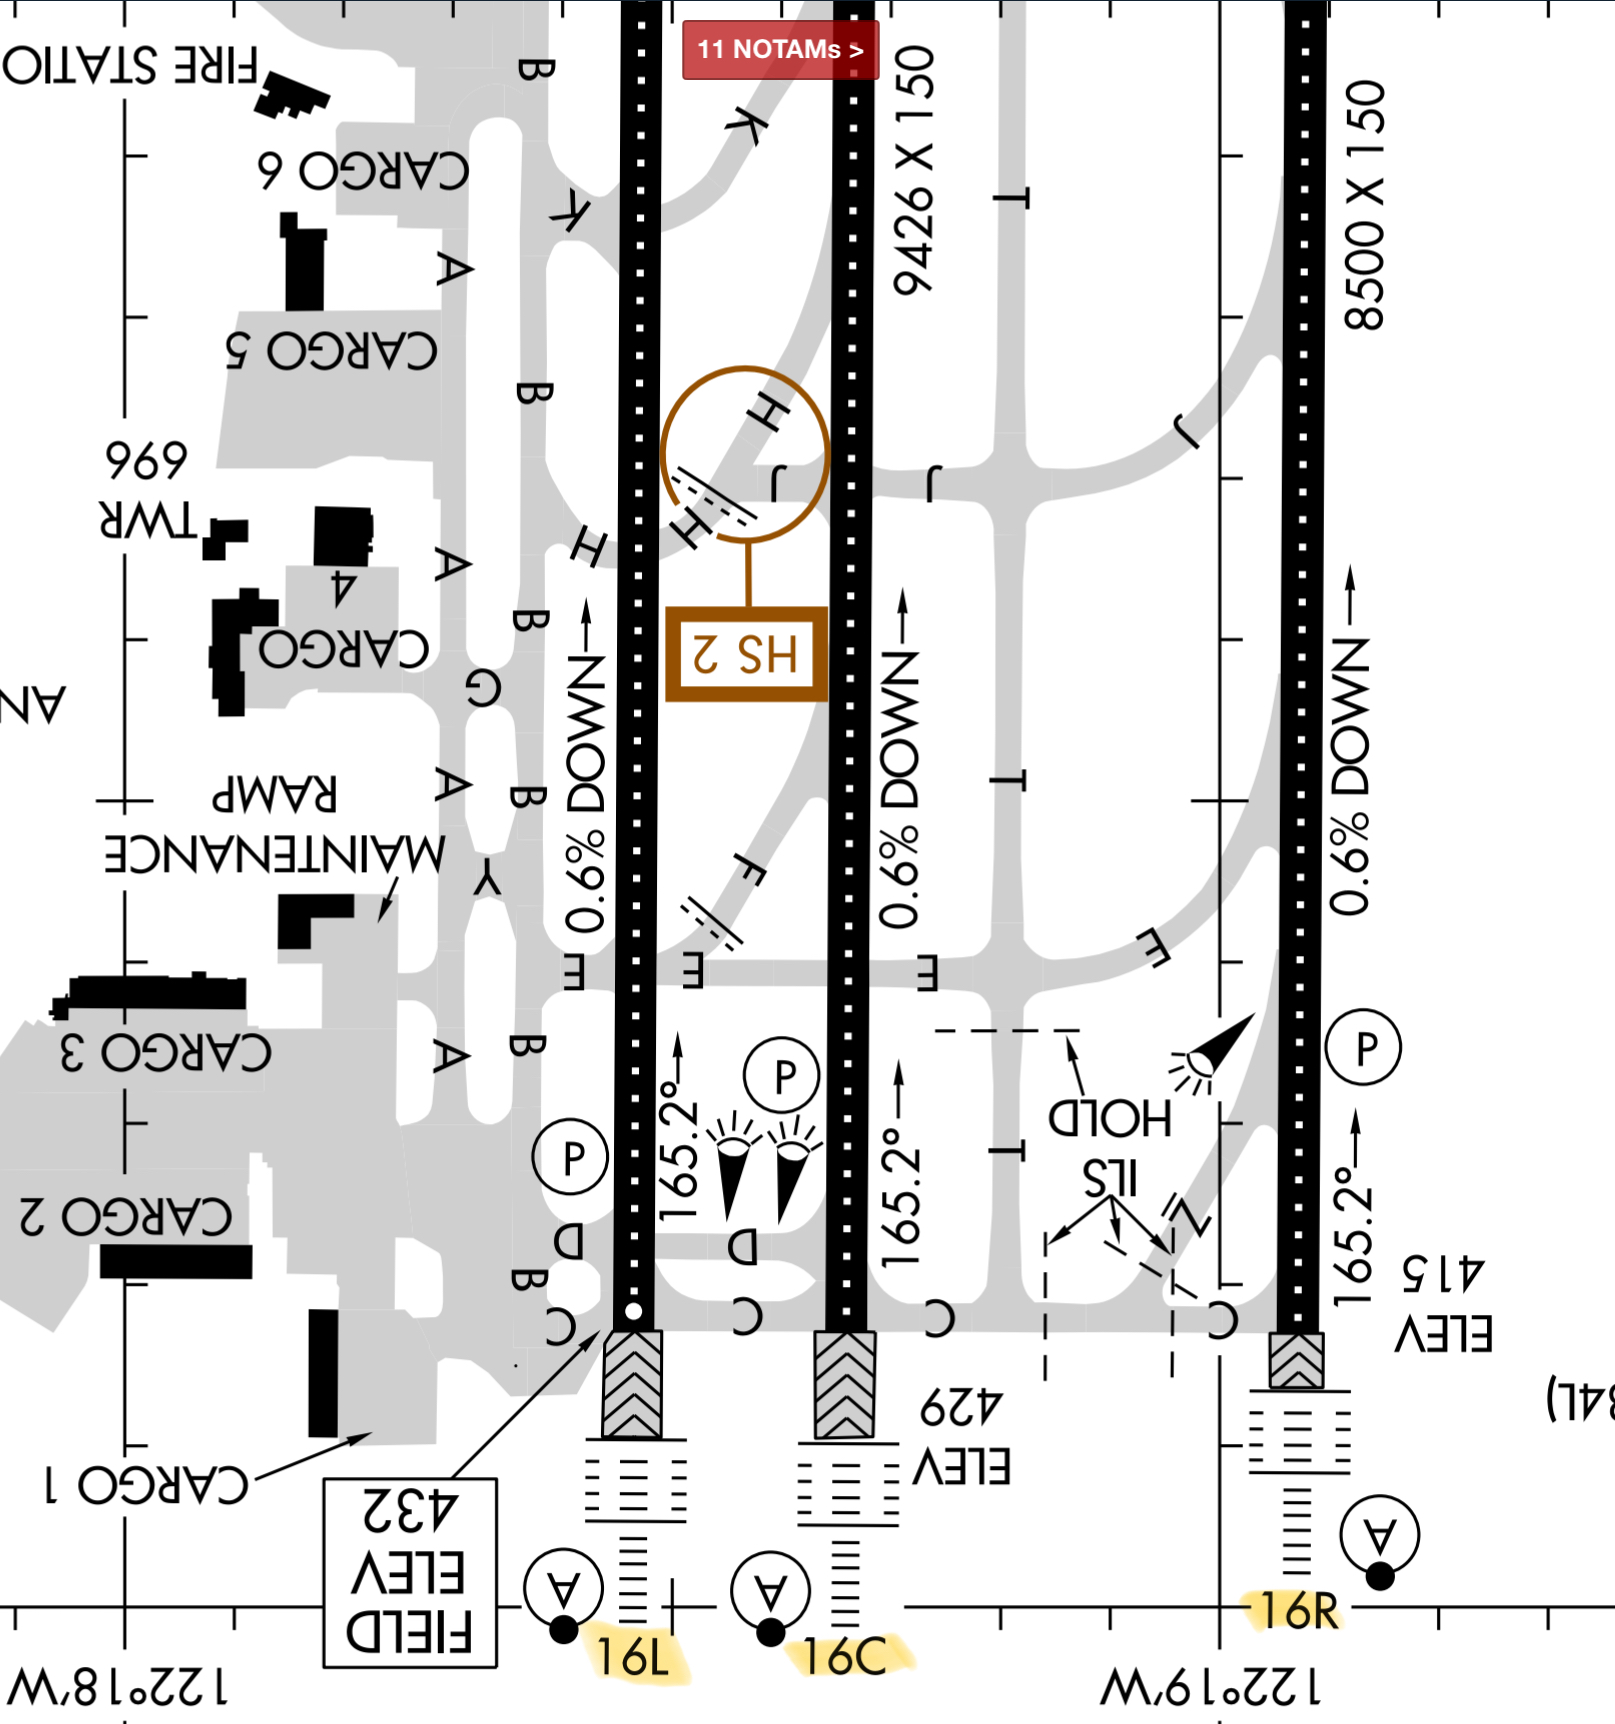 11 NOTAMs >
FIRE STATIO
B
K
9426 X 150
8500 X 150
CARGO 6
K
T
A
CARGO 5
B
H
J
J
J
696
TWR
H
H
A
4
CARGO
B
HS 2
G
AN
0.6% DOWN
0.6% DOWN
0.6% DOWN
RAMP
MAINTENANCE
A
B
T
Y
F
E
E
E
E
CARGO 3
A
B
P
P
P
HOLD
ILS
165.2°
165.2°
165.2°
T
CARGO 2
D
D
Z
B
C
C
C
C
415
ELEV
429
ELEV
34L)
CARGO 1
432
ELEV
FIELD
A
A
A
16L
16C
16R
122°18'W
122°19'W